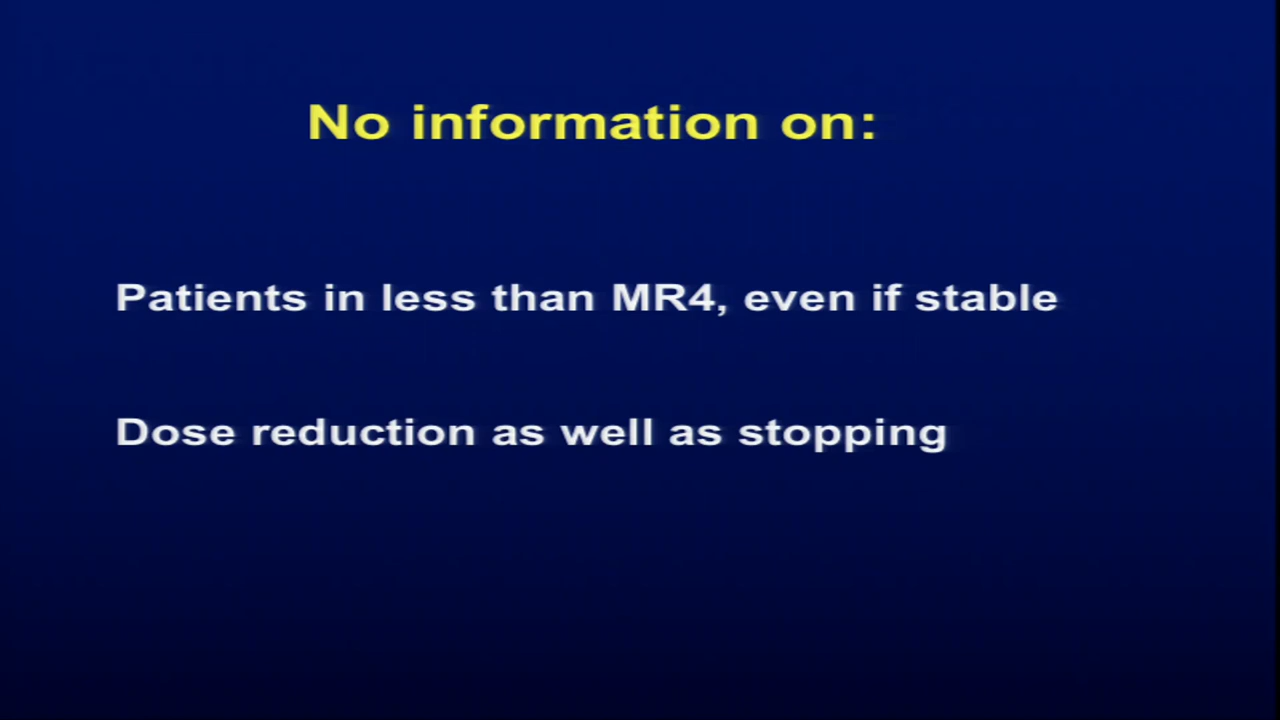 No information on:
Patients in less than MR4, even if stable
Dose reduction as well as stopping